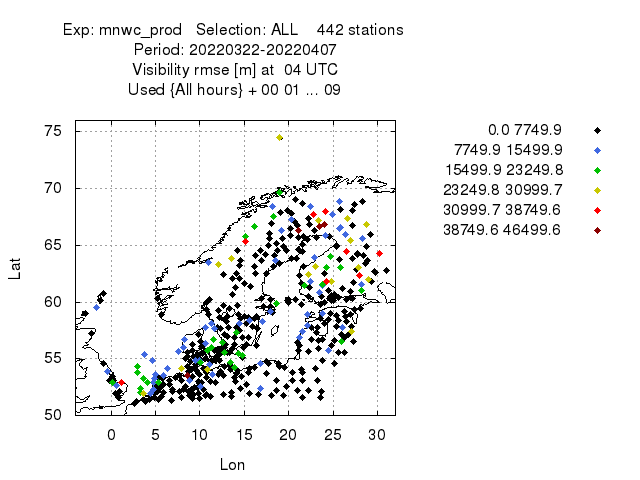 Exp: mnwc_prod   Selection: ALL    442 stations
Period: 20220322-20220407
Visibility rmse [m] at  04 UTC
Used {All hours} + 00 01 ... 09
75
70
65
60
55
50
Lat
0 5 10 15 20 25 30
Lon
0.0 7749.9
7749.9 15499.9
15499.9 23249.8
23249.8 30999.7
30999.7 38749.6
38749.6 46499.6